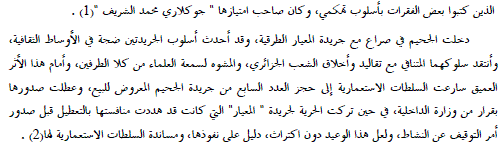 الذين كتبوا بعض الفقرات بأسلوب تهكمي، وكان صاحب امتيازها " جوكلاري محمد الشريف "(1) .
دخلت الجحيم في صراع مع جريدة المعيار الطرقية، وقد أحدث أسلوب الجريدتين ضجة في الأوساط الثقافية،
وأنتقد سلوكهما المتنافي مع تقاليد وأخلاق الشعب الجزائري، والمشوه لسمعة العلماء من كلا الطرفين، وأمام هذا الأثر
العميق سارعت السلطات الاستعمارية إلى حجز العدد السابع من جريدة الجحيم المعروض للبيع، وعطلت صدورها
بقرار من وزارة الداخلية، في حين تركت الحرية لجريدة " المعيار" التي كانت قد هددت منافستها بالتعطيل قبل صدور
أمر التوقيف عن النشاط، ولعل هذا الوعيد دون اكتراث، دليل على نفوذها، ومساندة السلطات الاستعمارية لها(2) .